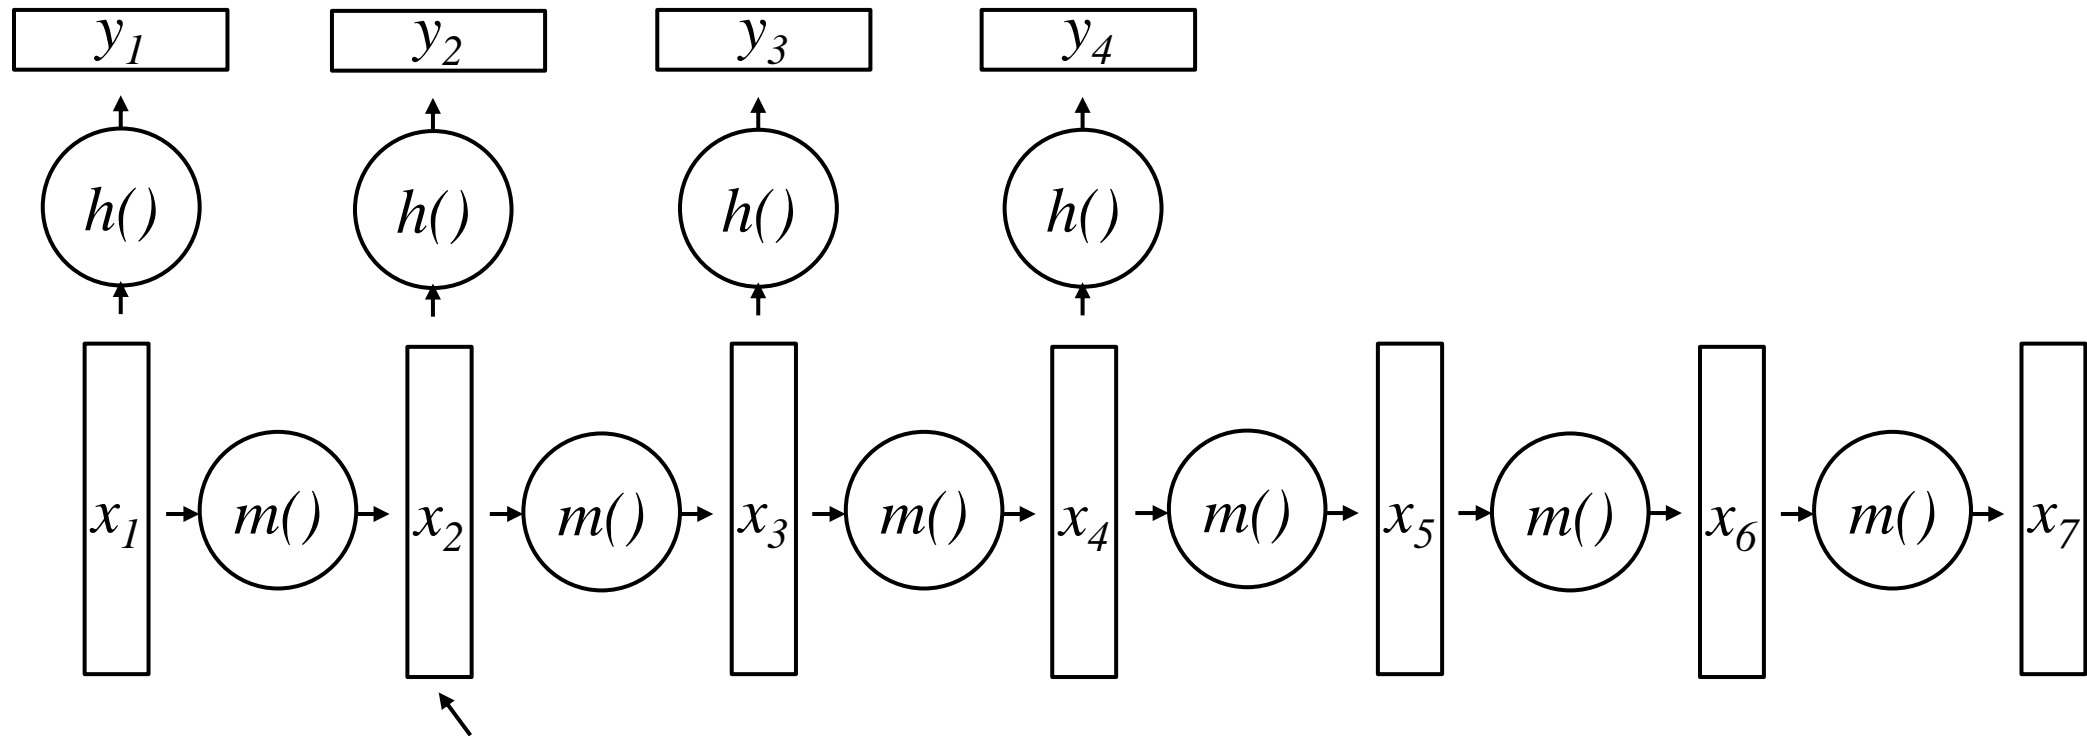 y1 y2 y3 y4
h() h() h() h()
x1 m() x2 m() x3 m() x4 m() x5 m() x6 m() x7